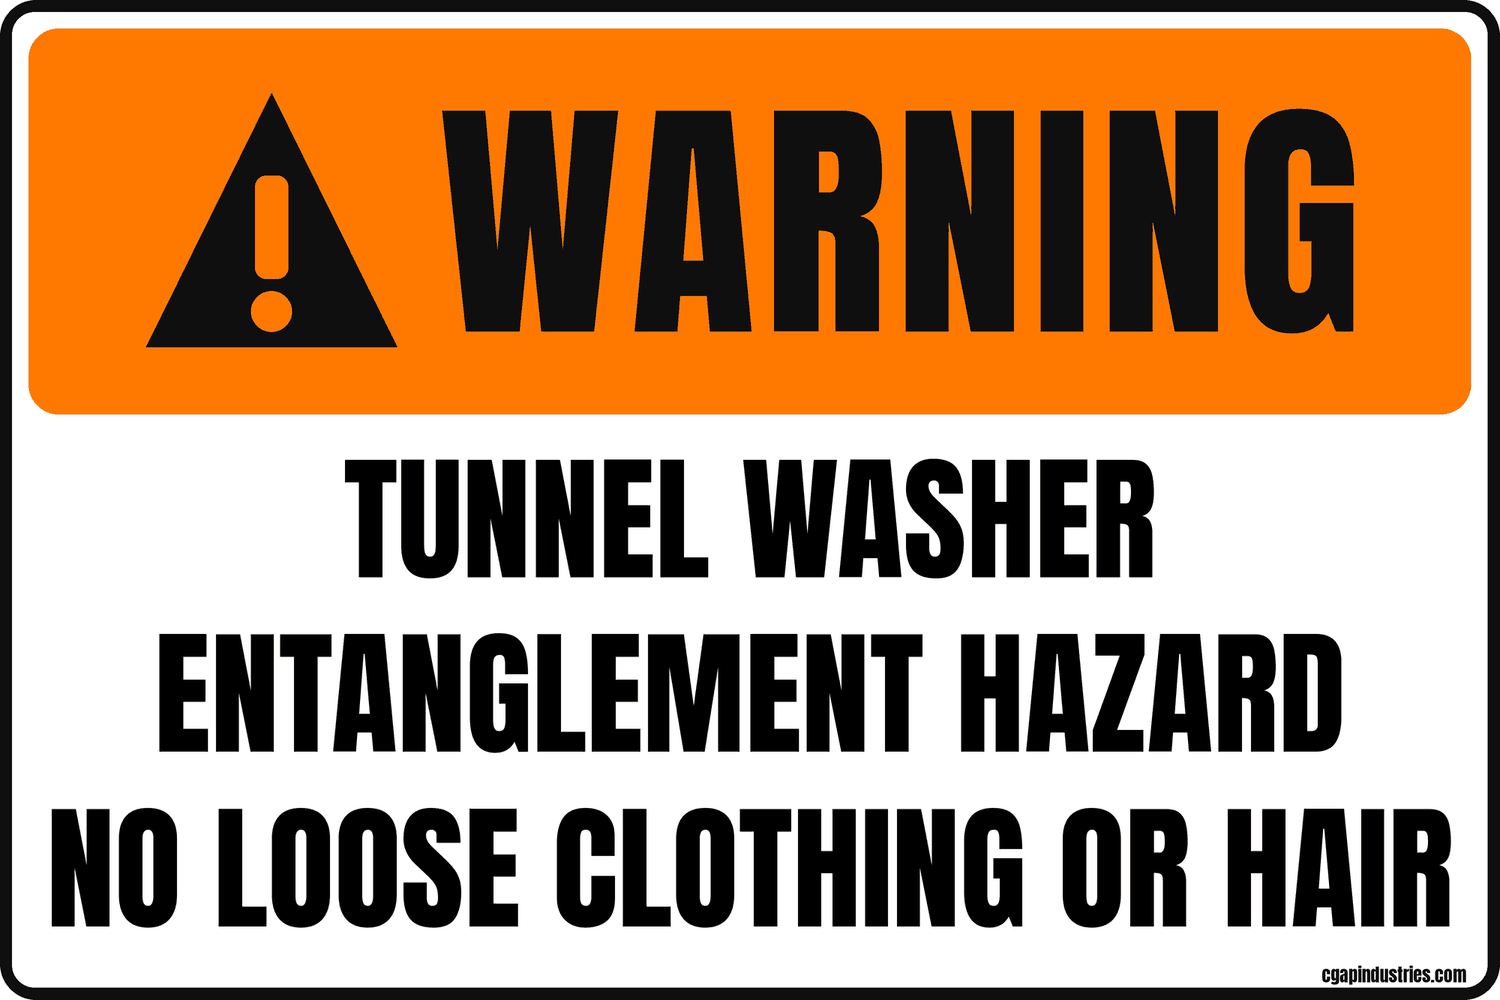 WARNING
TUNNEL WASHER
ENTANGLEMENT HAZARD
NO LOOSE CLOTHING OR HAIR
cgapindustries.com